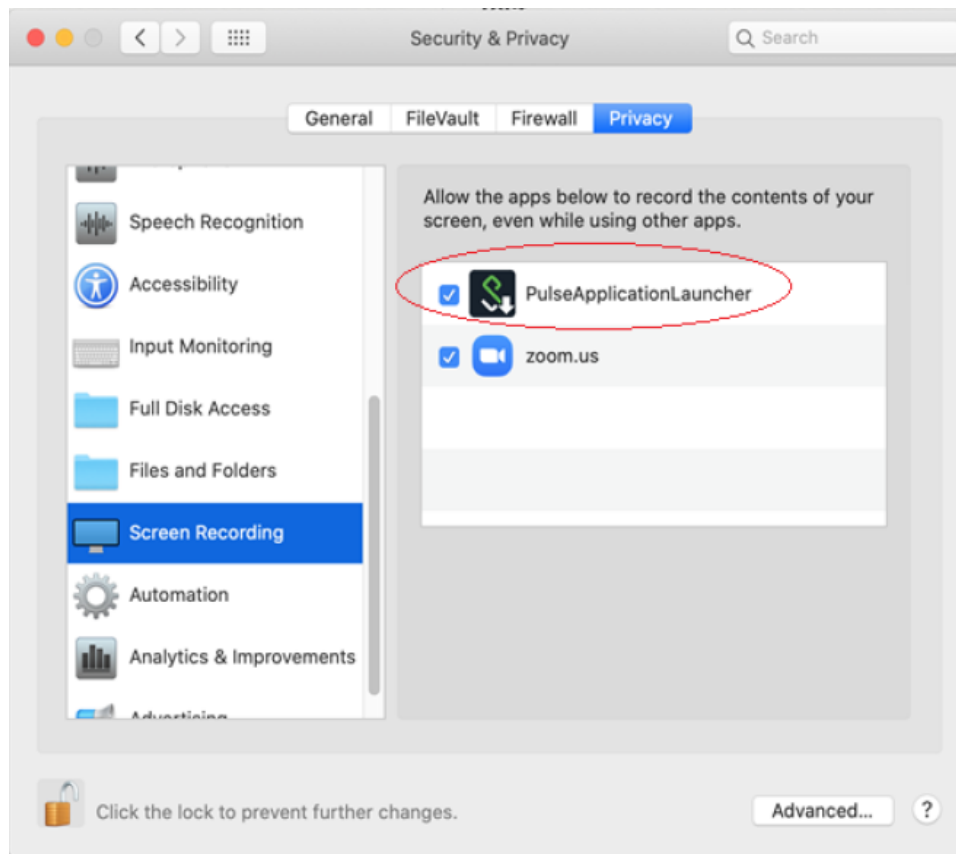 Security & Privacy
Search
General
FileVault
Firewall
Privacy
Speech Recognition
Accessibility
Input Monitoring
Full Disk Access
Files and Folders
Screen Recording
Automation
Analytics & Improvements
Allow the apps below to record the contents of your
screen, even while using other apps.
PulseApplicationLauncher
zoom.us
Click the lock to prevent further changes.
Advanced...
?